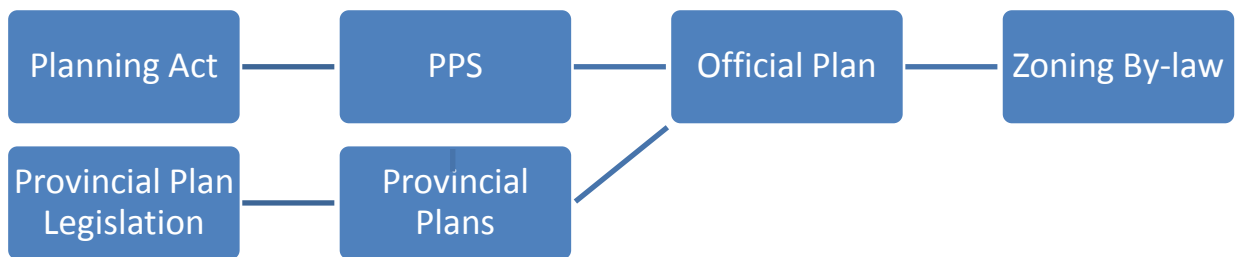 Planning Act
PPS
Official Plan
Zoning By-law
Provincial Plan
Legislation
Provincial
Plans